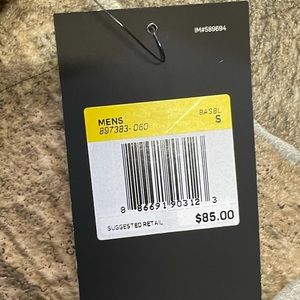 IM#589694
MENS BASBL
897383-060 S
8 86691 90312 3
SUGGESTED RETAIL $85.00